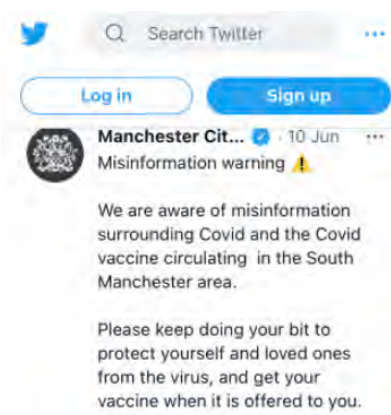 Search Twitter
Log in
Sign up
Manchester Cit... · 10 Jun
Misinformation warning ⚠️
We are aware of misinformation
surrounding Covid and the Covid
vaccine circulating in the South
Manchester area.
Please keep doing your bit to
protect yourself and loved ones
from the virus, and get your
vaccine when it is offered to you.